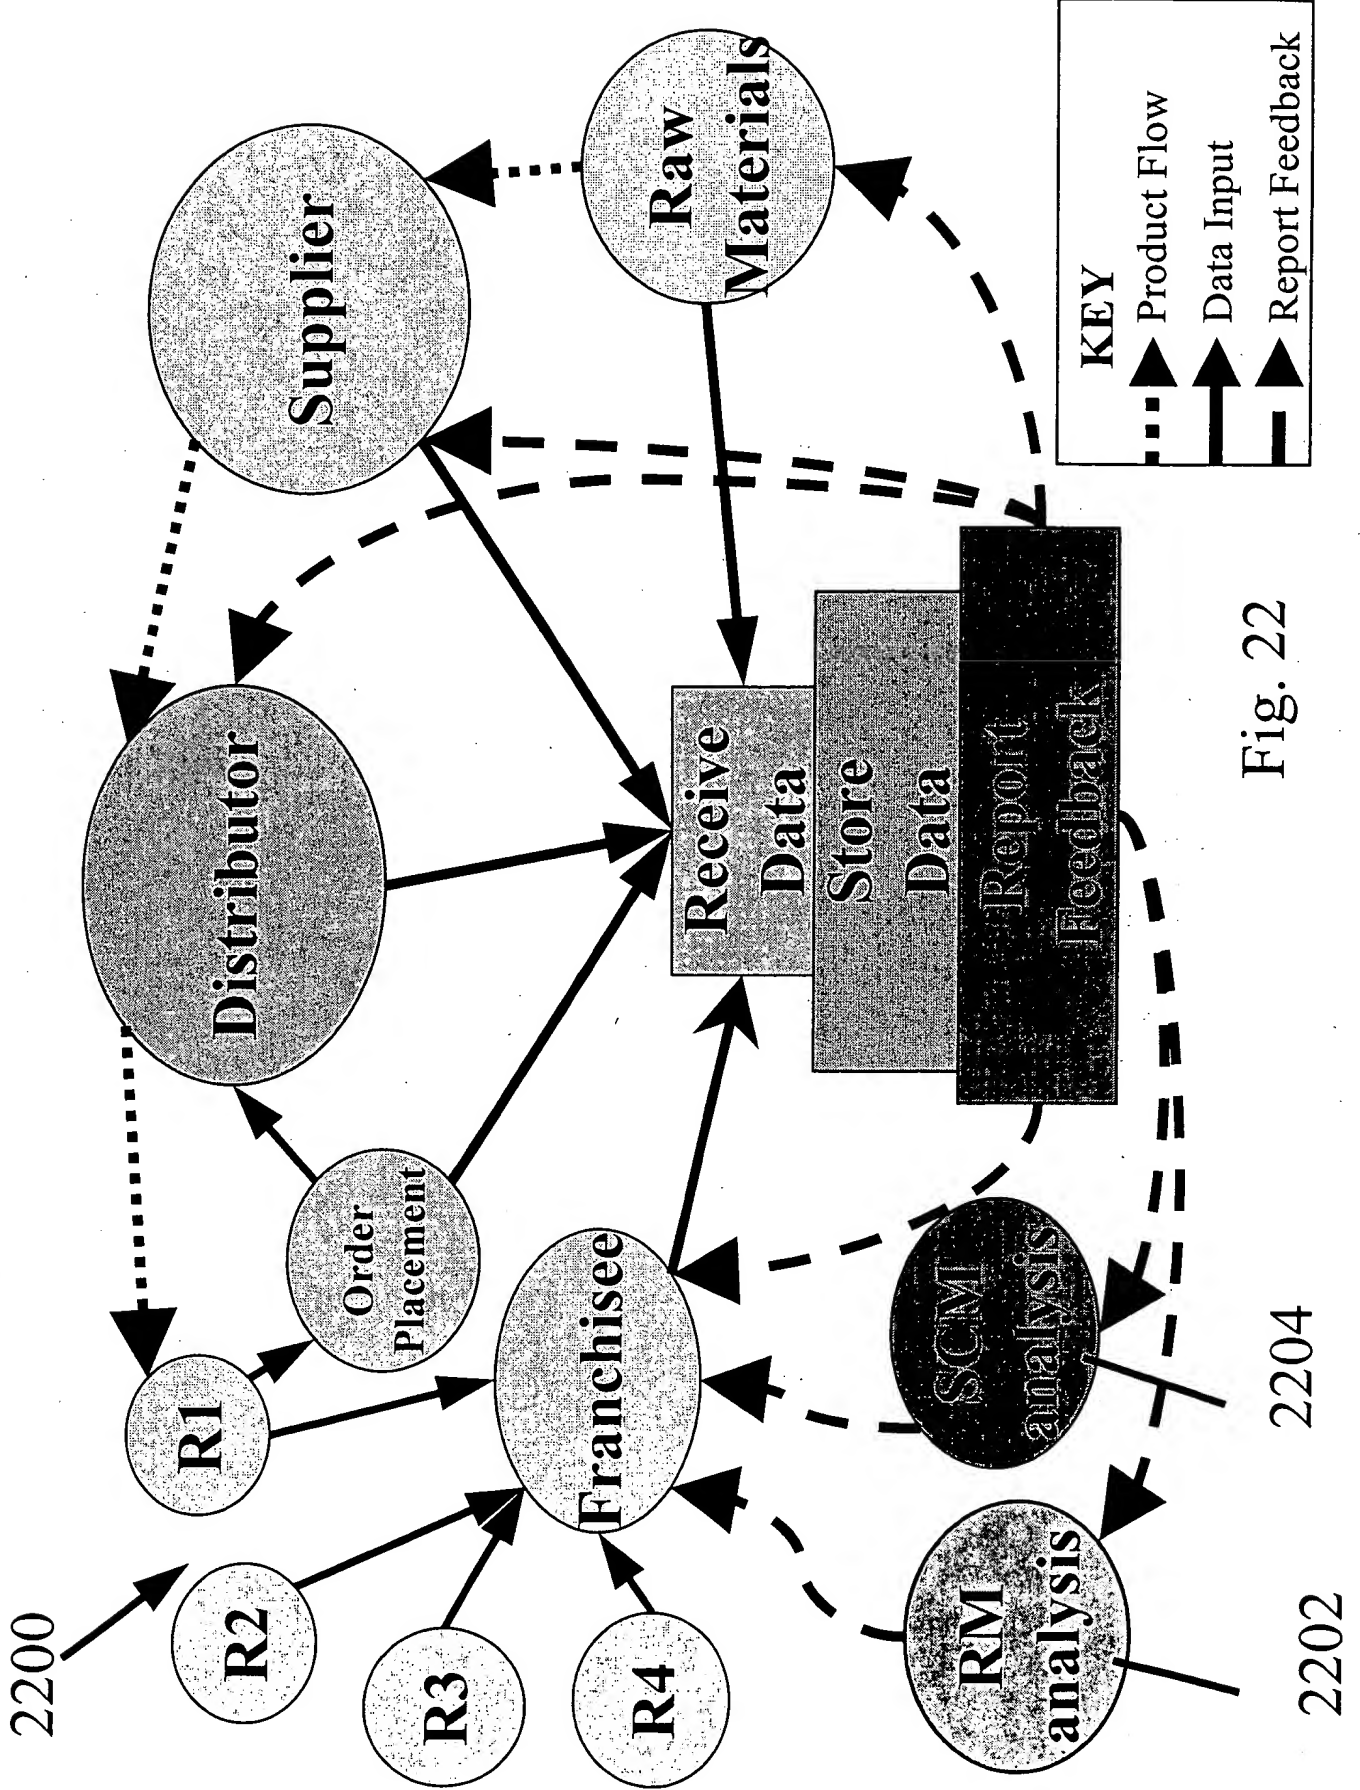 2200
R1
R2
R3
R4
Order
Placement
Distributor
Supplier
Raw
Materials
Franchisee
Receive
Data
Store
Data
Report
Feedback
RM
analysis
SCM
analysis
2202
2204
KEY
Product Flow
Data Input
Report Feedback
Fig. 22